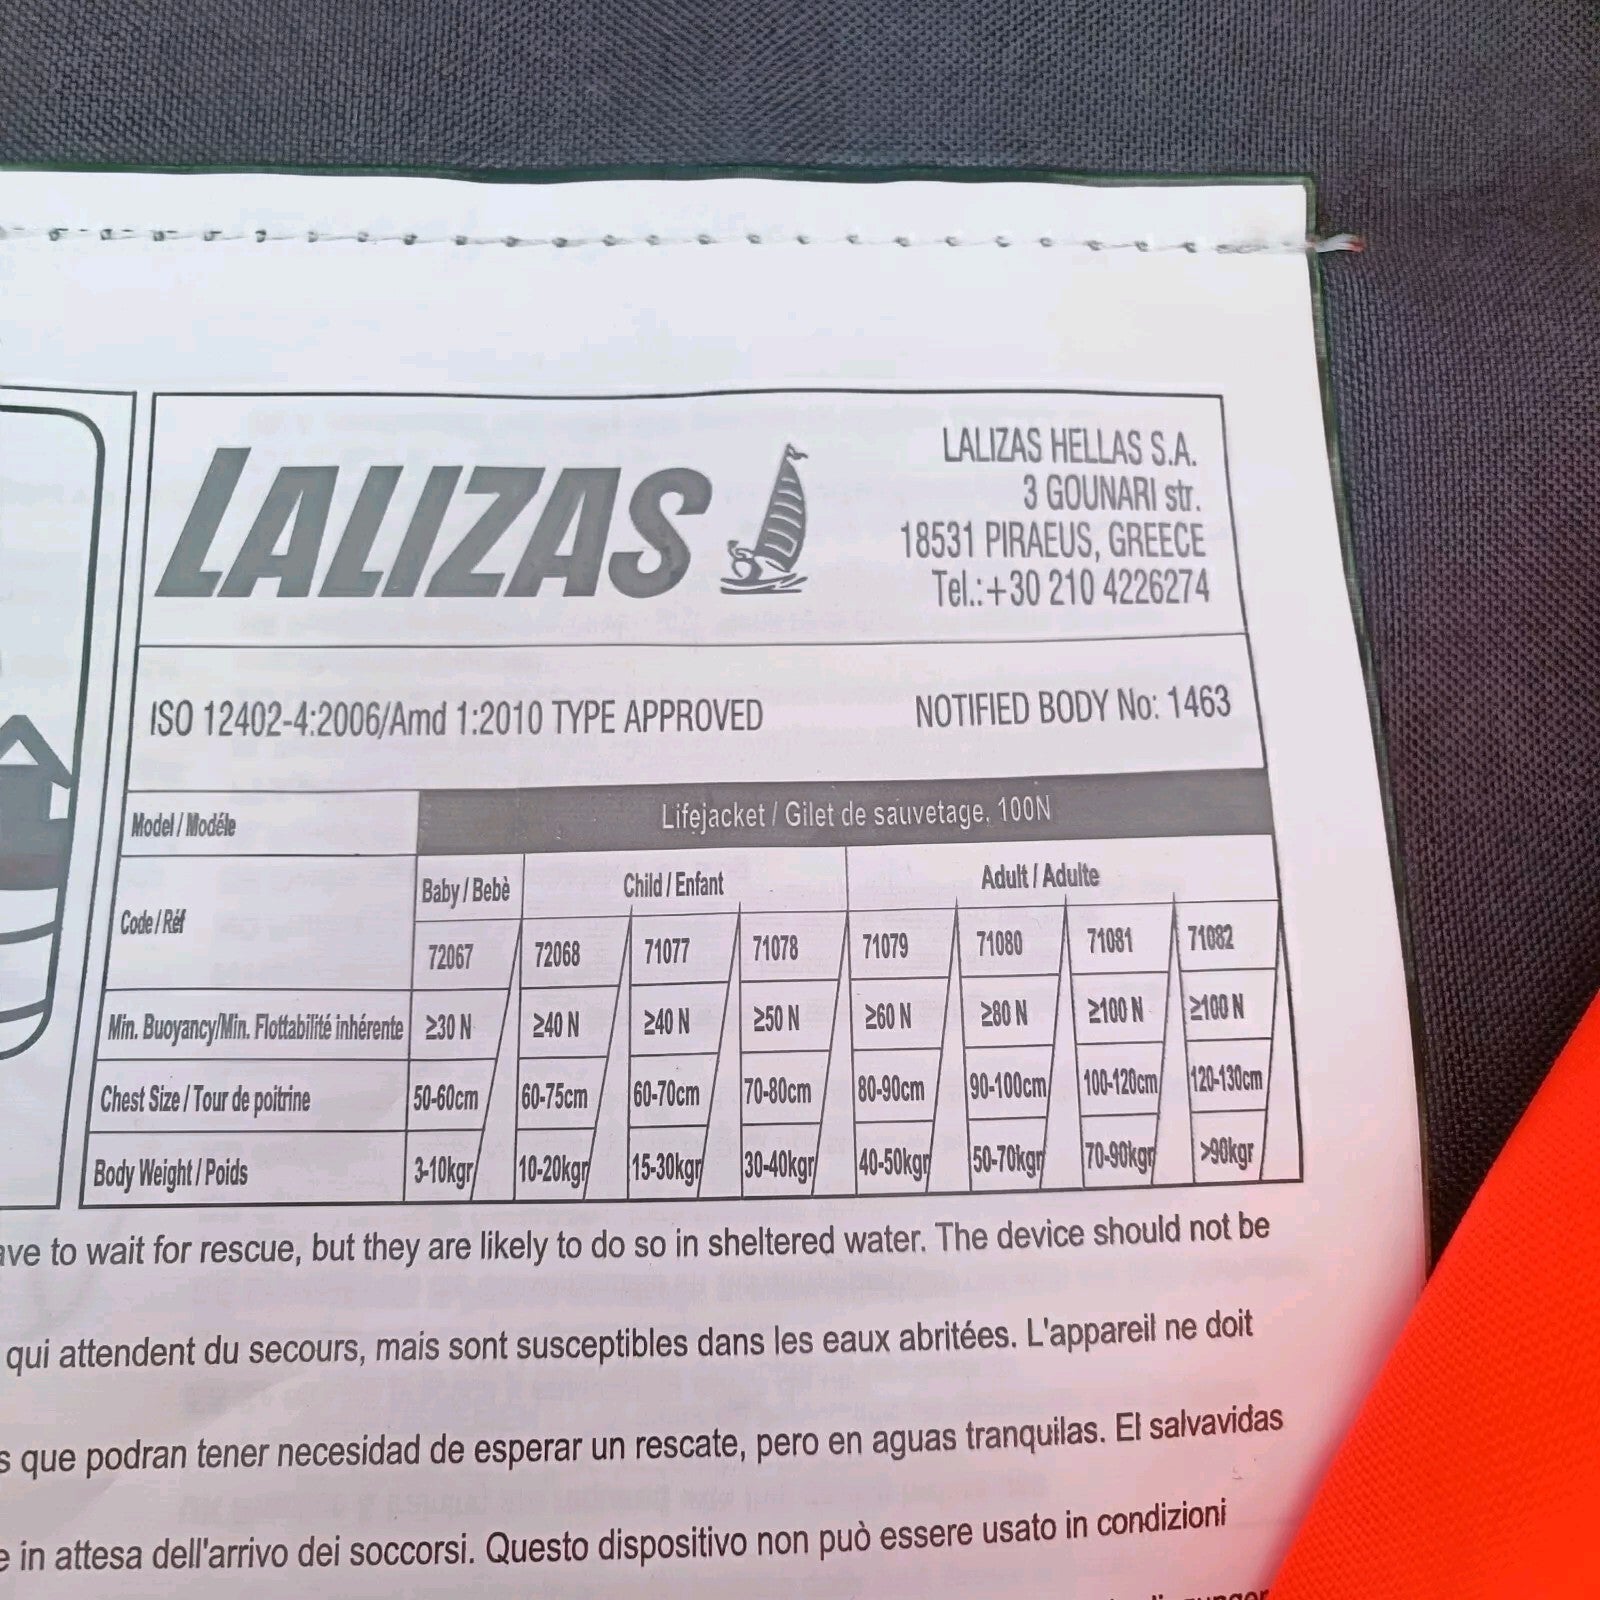 LALIZAS
LALIZAS HELLAS S.A.
3 GOUNARI str.
18531 PIRAEUS, GREECE
Tel.:+30 210 4226274
ISO 12402-4:2006/Amd 1:2010 TYPE APPROVED
NOTIFIED BODY No: 1463
Model / Modéle Lifejacket / Gilet de sauvetage, 100N
Baby / Bebè Child / Enfant Adult / Adulte
Code / Réf 72067 72068 71077 71078 71079 71080 71081 71082
Min. Buoyancy/Min. Flottabilité inhérente ≥30 N ≥40 N ≥40 N ≥50 N ≥60 N ≥80 N ≥100 N ≥100 N
Chest Size / Tour de poitrine 50-60cm 60-75cm 60-70cm 70-80cm 80-90cm 90-100cm 100-120cm 120-130cm
Body Weight / Poids 3-10kgr 10-20kgr 15-30kgr 30-40kgr 40-50kgr 50-70kgr 70-90kgr >90kgr
to wait for rescue, but they are likely to do so in sheltered water. The device should not be
qui attendent du secours, mais sont susceptibles dans les eaux abritées. L'appareil ne doit
que podran tener necesidad de esperar un rescate, pero en aguas tranquilas. El salvavidas
in attesa dell'arrivo dei soccorsi. Questo dispositivo non può essere usato in condizioni